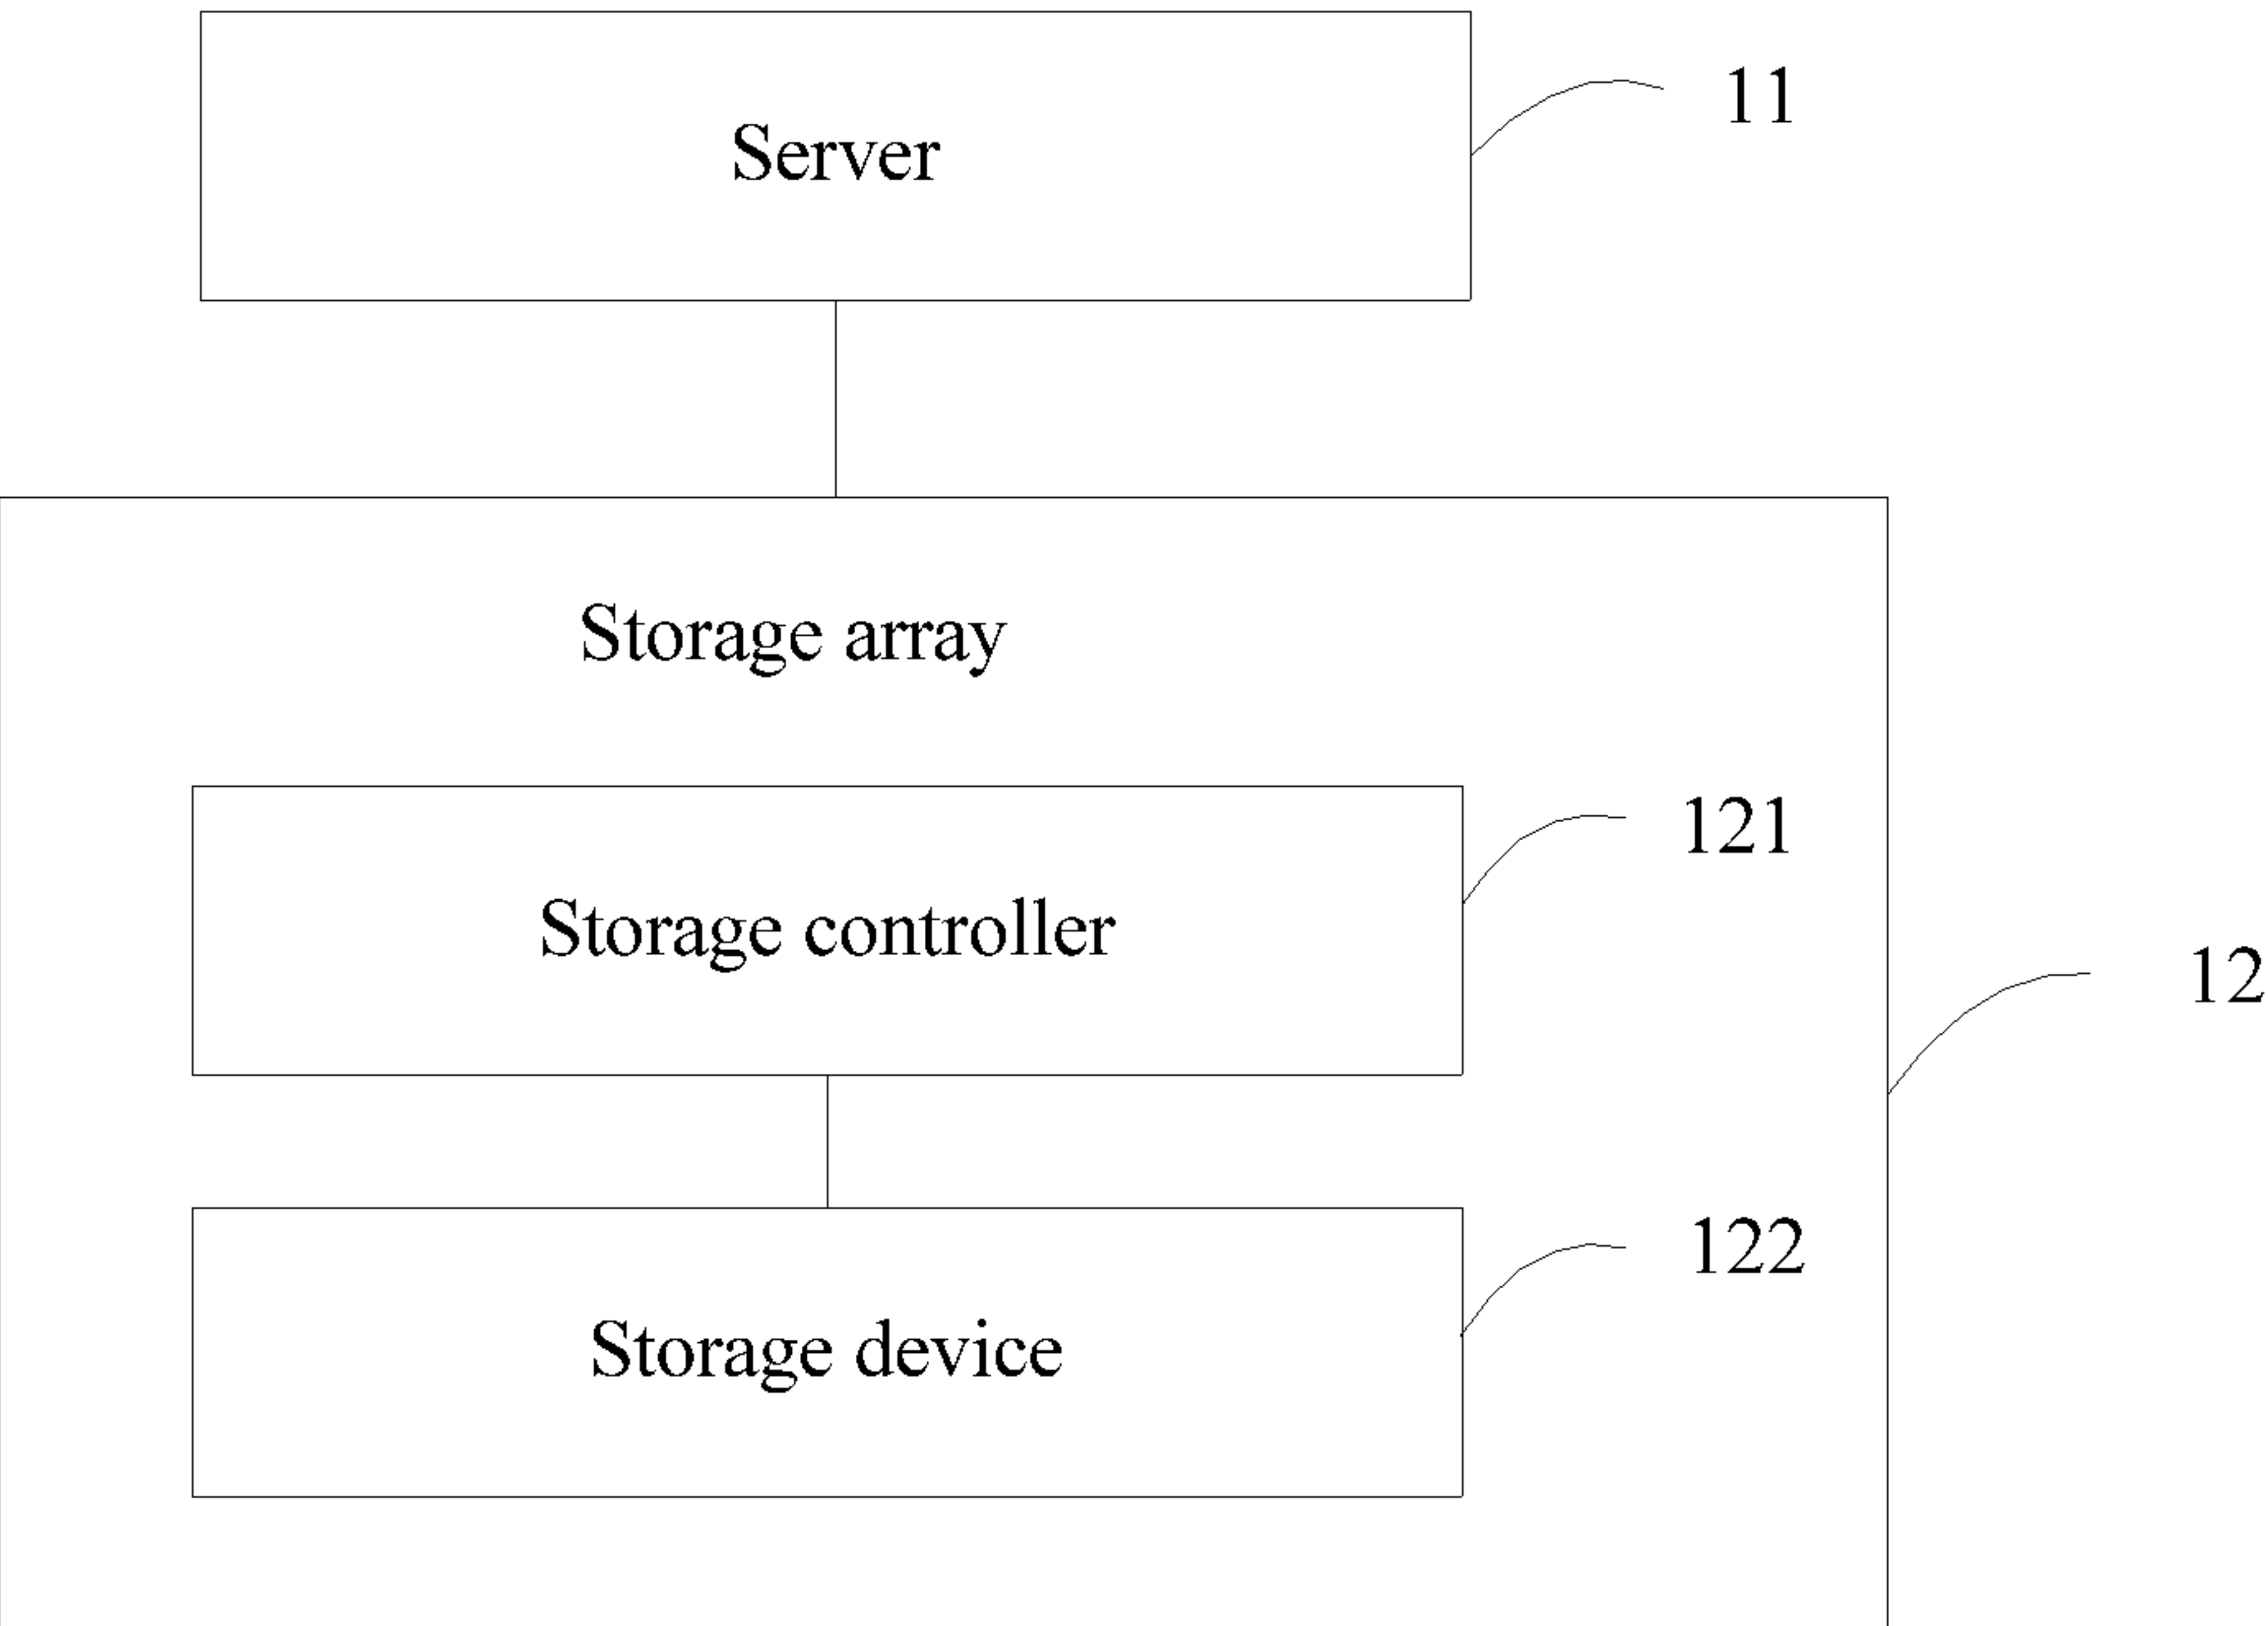 Server
11
Storage array
121
Storage controller
12
122
Storage device